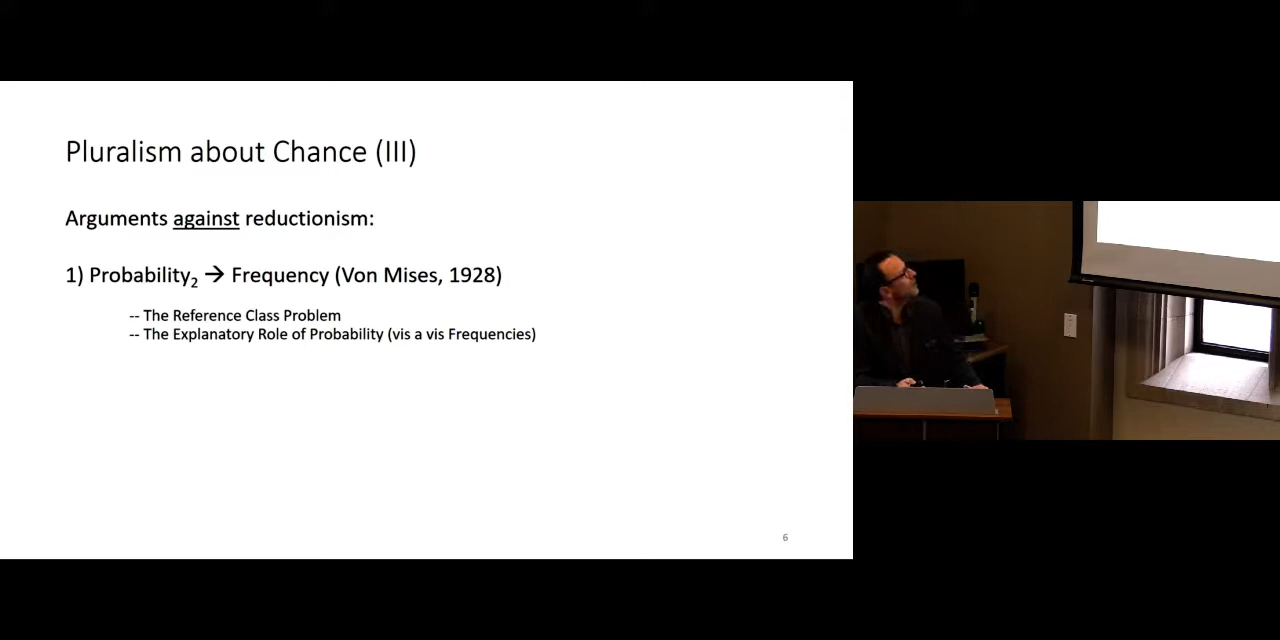 Pluralism about Chance (III)
Arguments against reductionism:
1) Probability₂ → Frequency (Von Mises, 1928)
-- The Reference Class Problem
-- The Explanatory Role of Probability (vis a vis Frequencies)
6